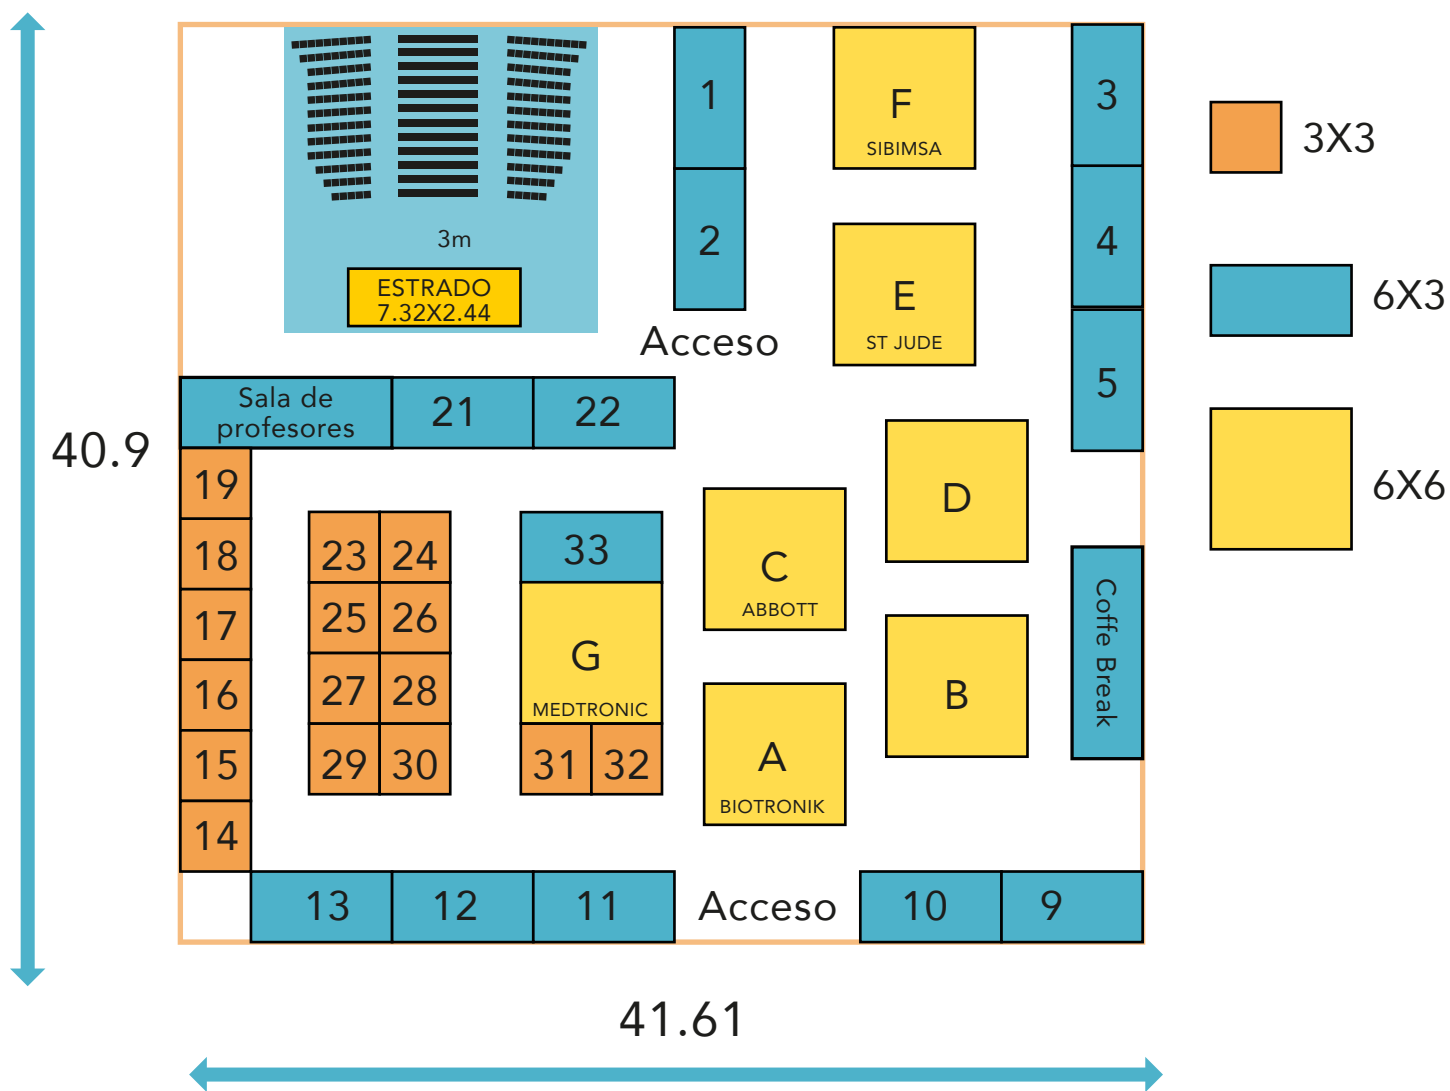 1
F
SIBIMSA
3
3X3
2
3m
4
ESTRADO
7.32X2.44
E
ST JUDE
6X3
Acceso
5
Sala de
profesores
21
22
40.9
19
D
6X6
18
23
24
33
C
ABBOTT
17
25
26
Coffe Break
16
27
28
G
MEDTRONIC
B
15
29
30
31
32
A
BIOTRONIK
14
13
12
11
Acceso
10
9
41.61